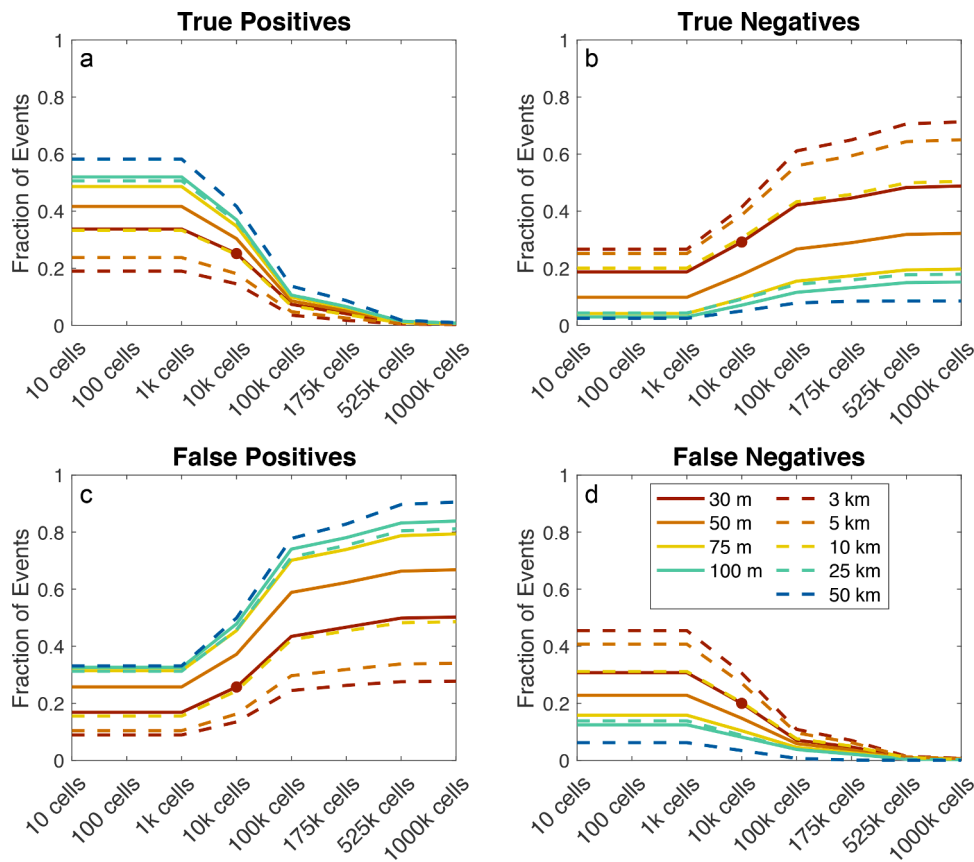 True Positives
a
Fraction of Events
1
0.8
0.6
0.4
0.2
0
10 cells
100 cells
1k cells
10k cells
100k cells
175k cells
525k cells
1000k cells
True Negatives
b
Fraction of Events
1
0.8
0.6
0.4
0.2
0
10 cells
100 cells
1k cells
10k cells
100k cells
175k cells
525k cells
1000k cells
False Positives
c
Fraction of Events
1
0.8
0.6
0.4
0.2
0
10 cells
100 cells
1k cells
10k cells
100k cells
175k cells
525k cells
1000k cells
False Negatives
d
Fraction of Events
1
0.8
0.6
0.4
0.2
0
30 m
50 m
75 m
100 m
3 km
5 km
10 km
25 km
50 km
10 cells
100 cells
1k cells
10k cells
100k cells
175k cells
525k cells
1000k cells